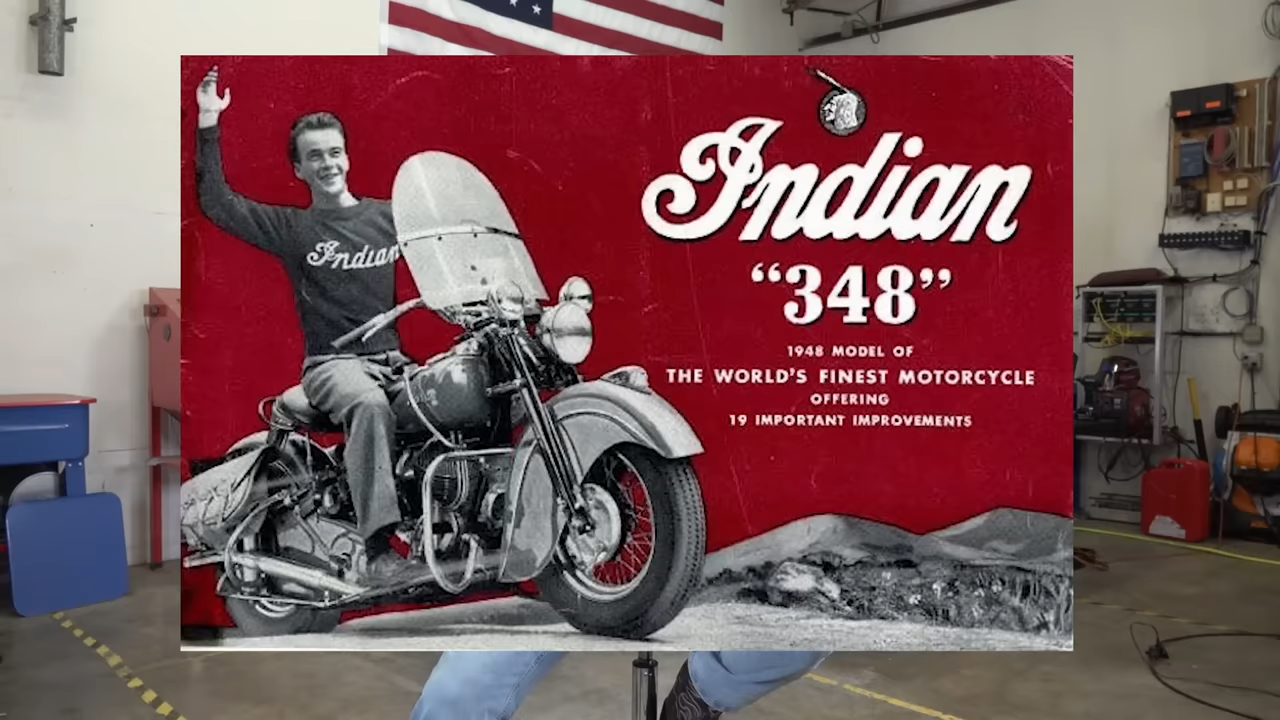 Indian
Indian
“348”
1948 MODEL OF
THE WORLD'S FINEST MOTORCYCLE
OFFERING
19 IMPORTANT IMPROVEMENTS